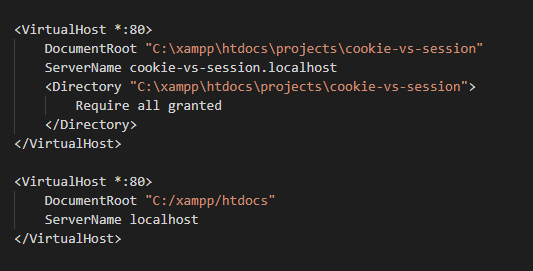 <VirtualHost *:80>
    DocumentRoot "C:\xampp\htdocs\projects\cookie-vs-session"
    ServerName cookie-vs-session.localhost
    <Directory "C:\xampp\htdocs\projects\cookie-vs-session">
        Require all granted
    </Directory>
</VirtualHost>
<VirtualHost *:80>
    DocumentRoot "C:/xampp/htdocs"
    ServerName localhost
</VirtualHost>